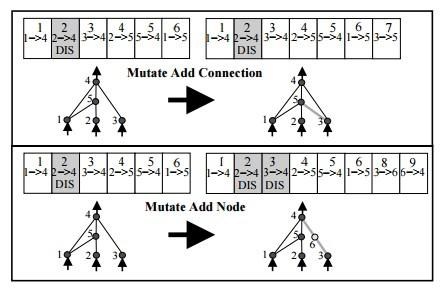 1 2 3 4 5 6 1 2 3 4 5 6 7
1->4 2->4 3->4 2->5 5->4 1->5 1->4 2->4 3->4 2->5 5->4 1->5 3->5
DIS DIS
Mutate Add Connection
4 4
5 5
1 2 3 1 2 3
1 2 3 4 5 6 1 2 3 4 5 6 8 9
1->4 2->4 3->4 2->5 5->4 1->5 1->4 2->4 3->4 2->5 5->4 1->5 3->6 6->4
DIS DIS DIS
Mutate Add Node
4 4
5 5 6
1 2 3 1 2 3